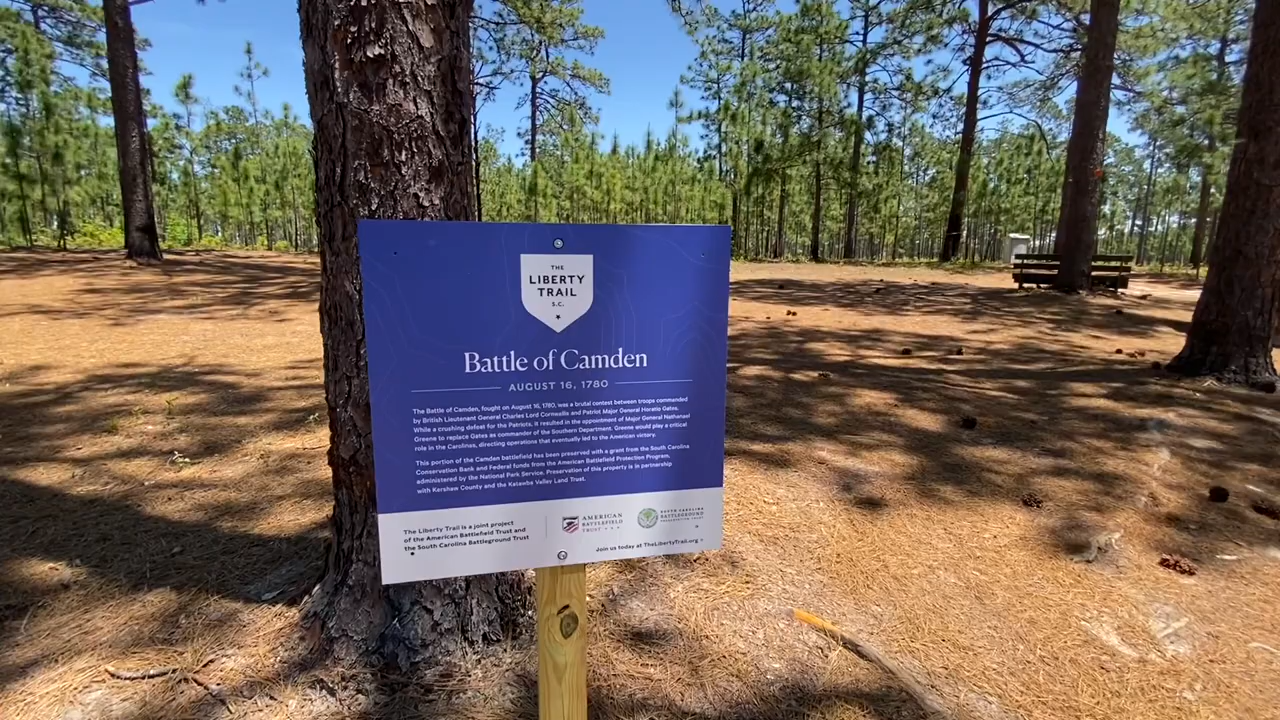 THE
LIBERTY
TRAIL
S.C.
Battle of Camden
AUGUST 16, 1780
The Battle of Camden, fought on August 16, 1780, was a brutal contest between troops commanded
by British Lieutenant General Charles Lord Cornwallis and Patriot Major General Horatio Gates.
While a crushing defeat for the Patriots, it resulted in the appointment of Major General Nathanael
Greene to replace Gates as commander of the Southern Department. Greene would play a critical
role in the Carolinas, directing operations that eventually led to the American victory.
This portion of the Camden battlefield has been preserved with a grant from the South Carolina
Conservation Bank and Federal funds from the American Battlefield Protection Program,
administered by the National Park Service. Preservation of this property is in partnership
with Kershaw County and the Katawba Valley Land Trust.
The Liberty Trail is a joint project
of the American Battlefield Trust and
the South Carolina Battleground Trust
AMERICAN
BATTLEFIELD
TRUST
SOUTH CAROLINA
BATTLEGROUND
PRESERVATION TRUST
Join us today at TheLibertyTrail.org